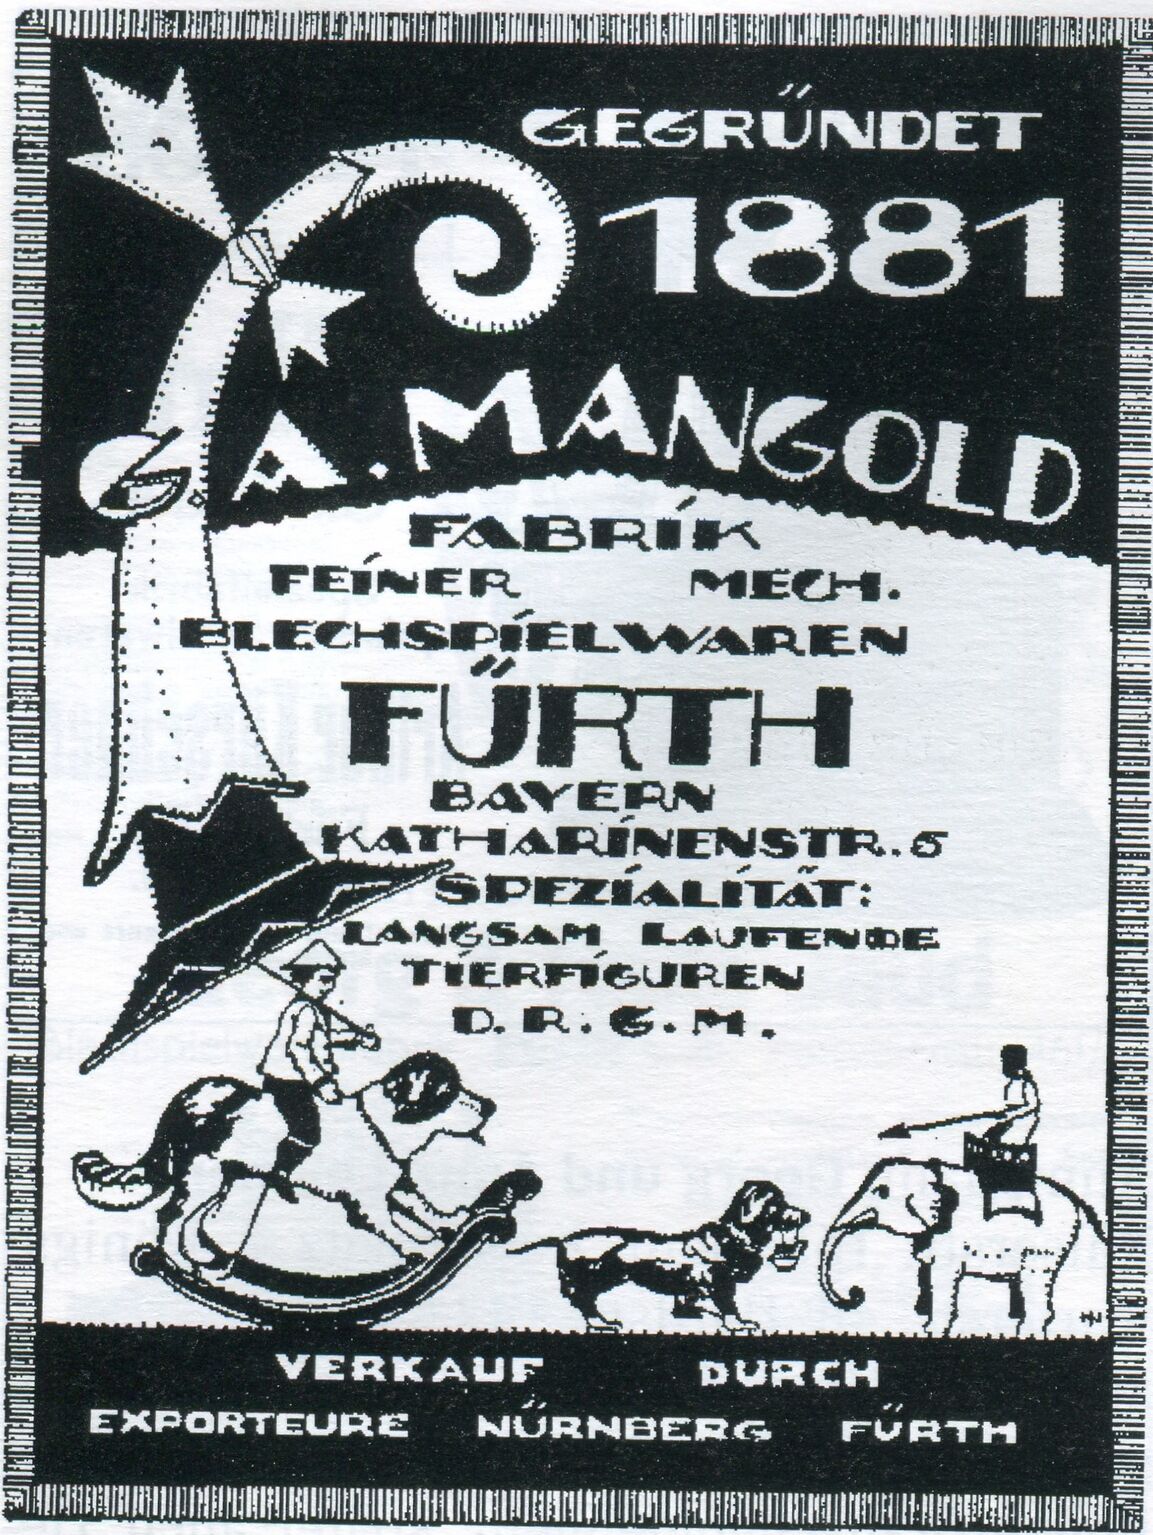 GEGRÜNDET
1881
G. A. MANGOLD
FABRIK
FEINER MECH.
BLECHSPIELWAREN
FÜRTH
BAYERN
KATHARINENSTR. 5
SPEZIALITÄT:
LANGSAM LAUFENDE
TIERFIGUREN
D. R. G. M.
VERKAUF DURCH
EXPORTEURE NÜRNBERG FÜRTH